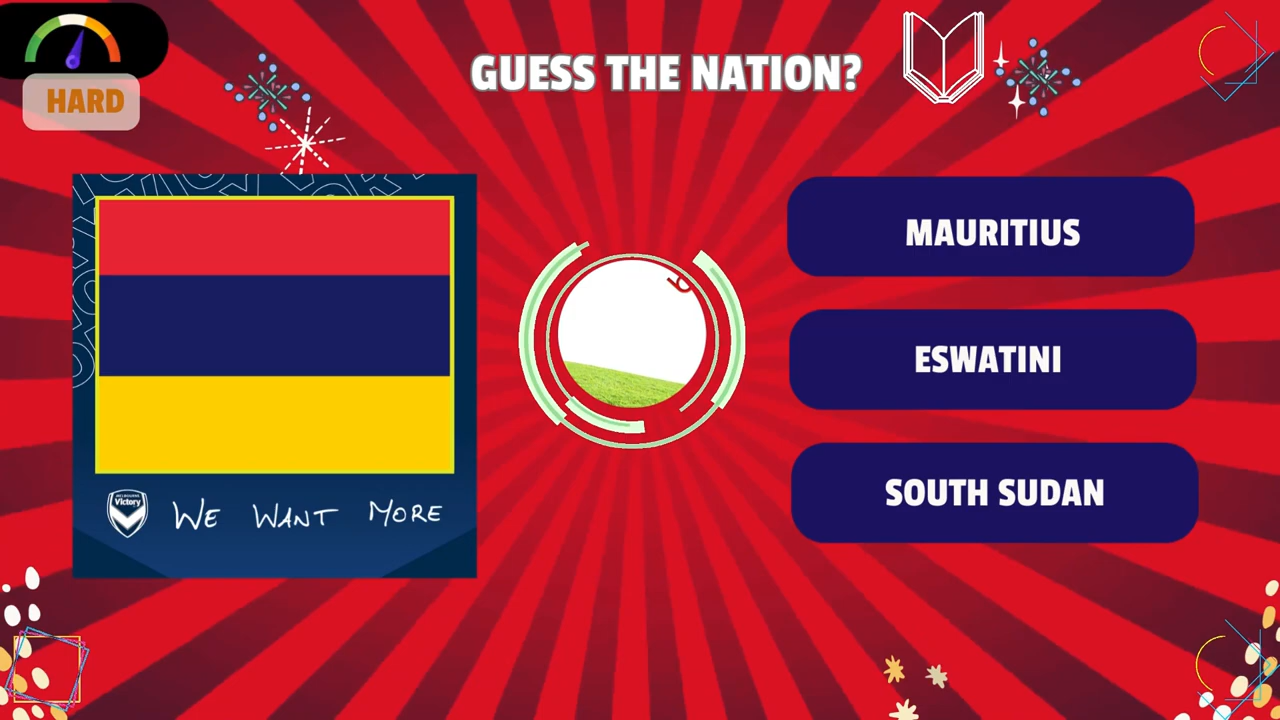 HARD
GUESS THE NATION?
MAURITIUS
ESWATINI
SOUTH SUDAN
Victory
WE WANT MORE